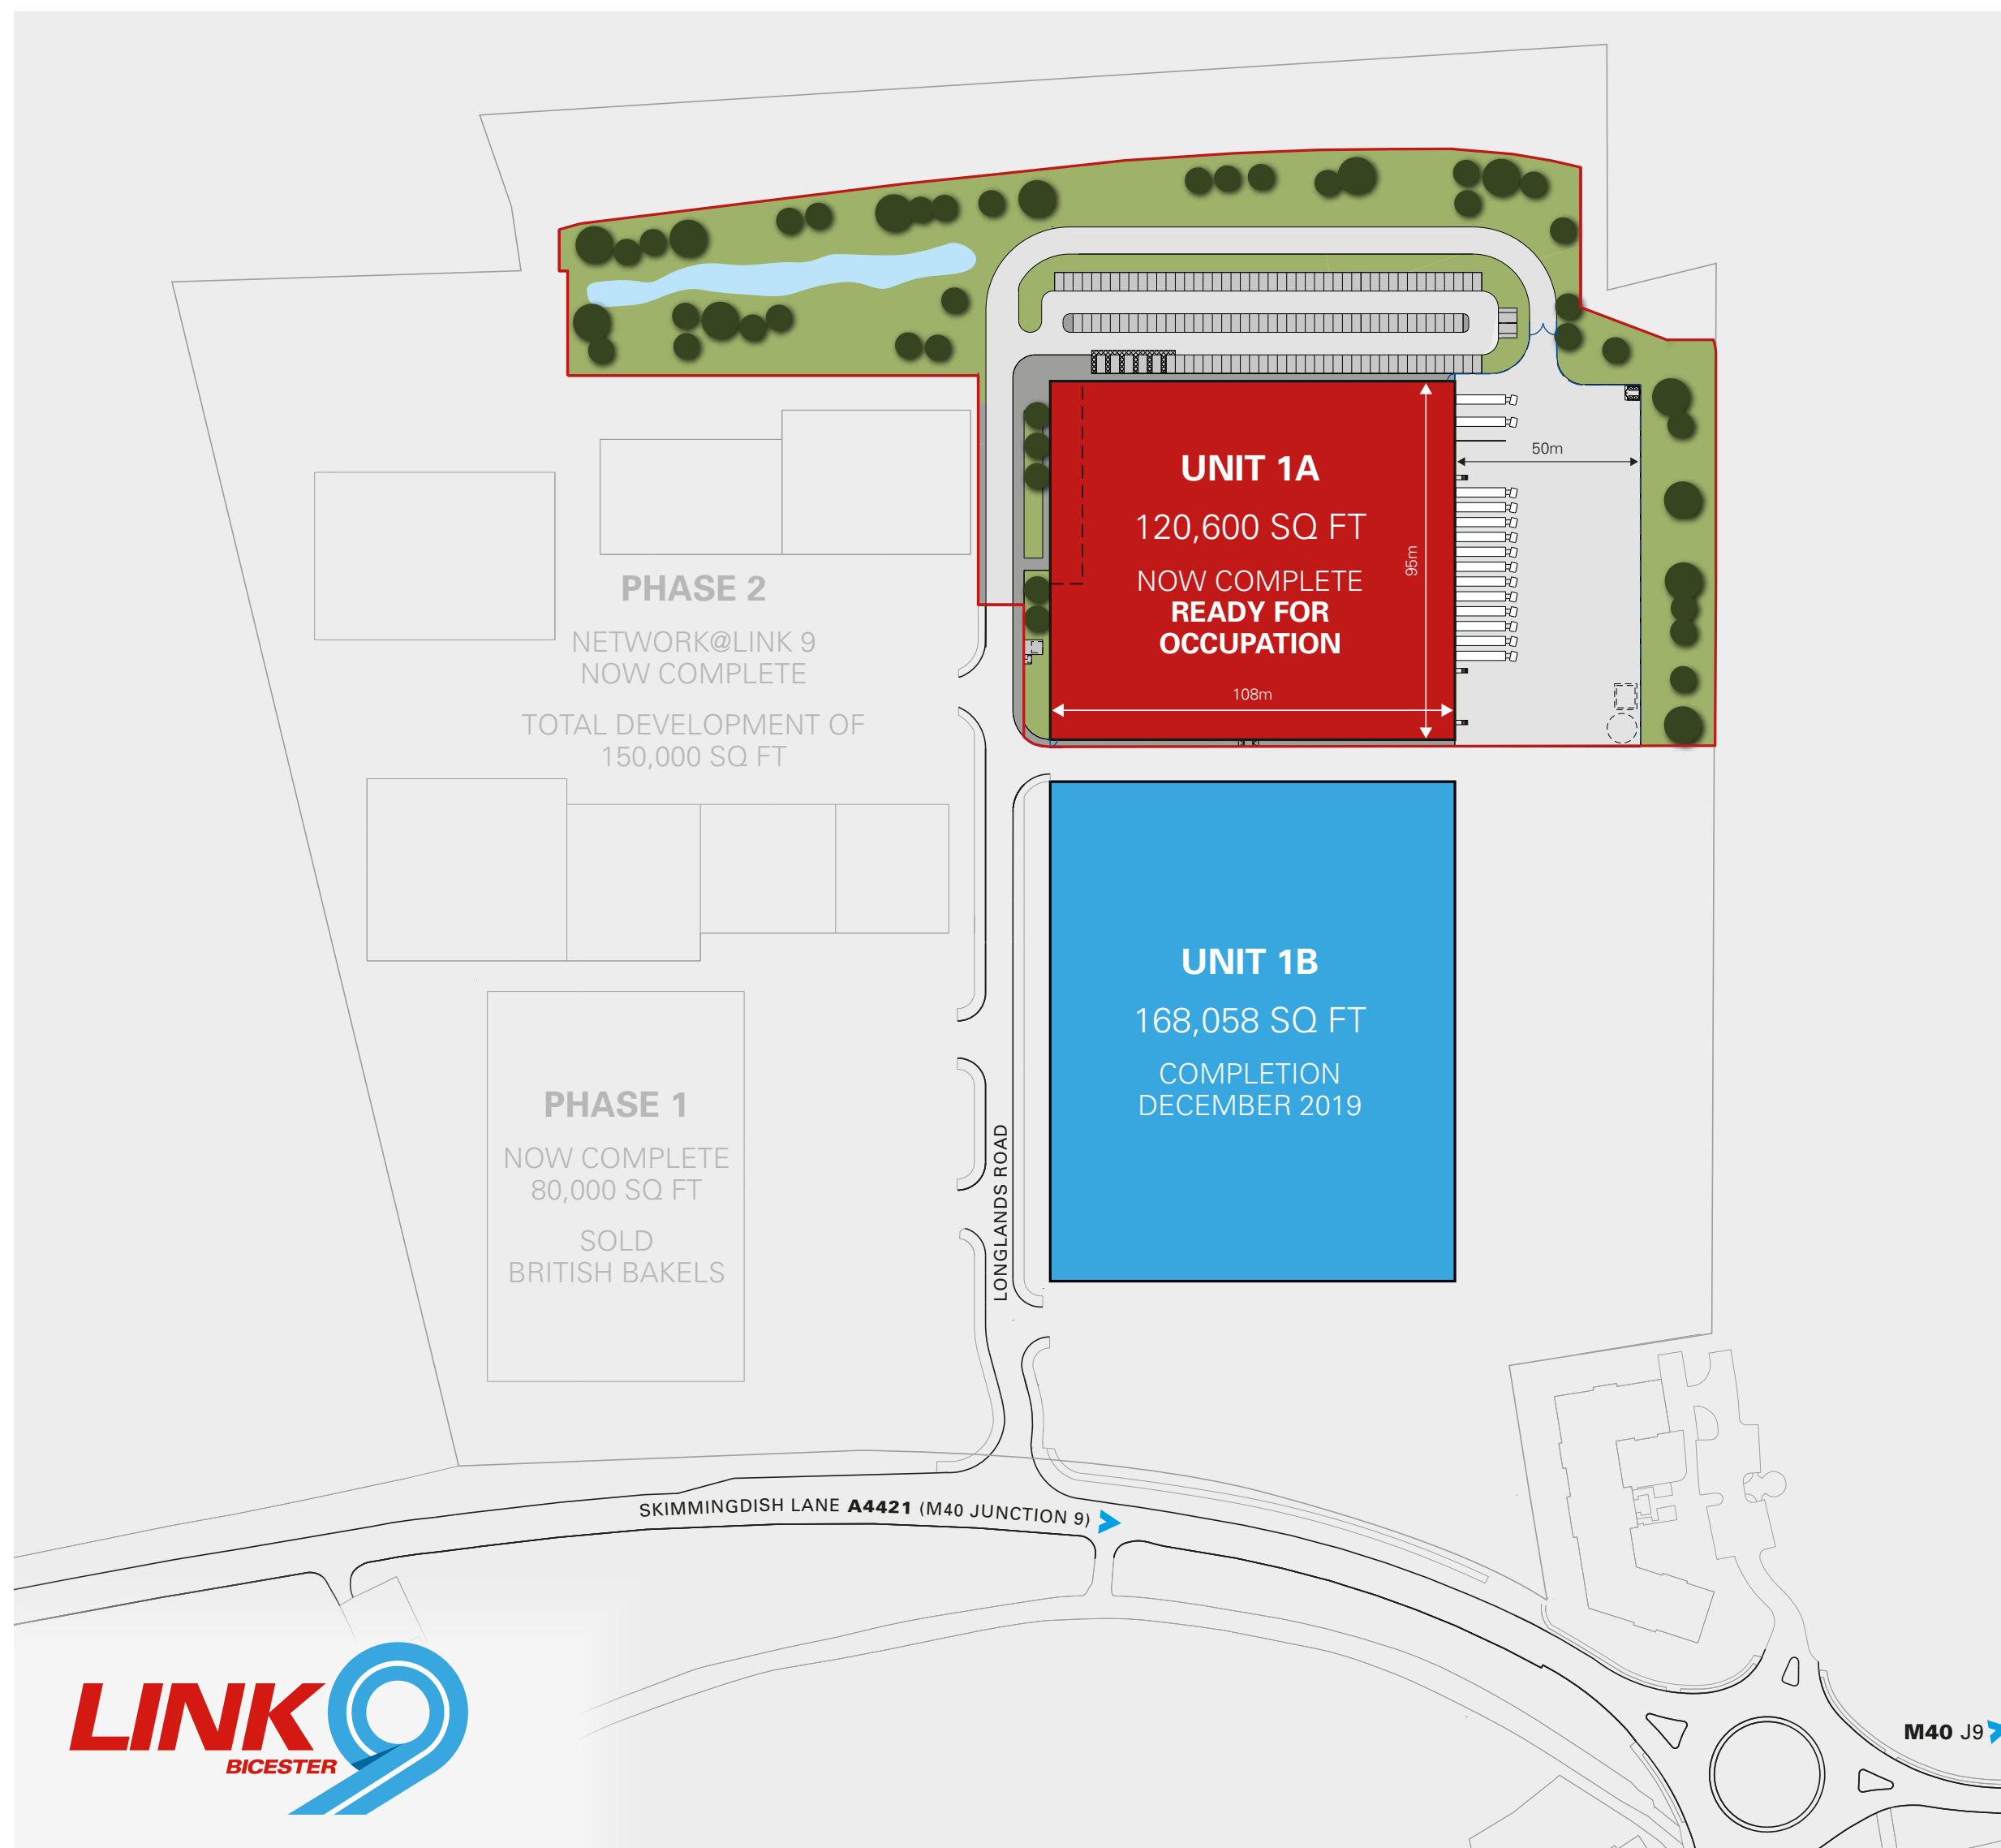 UNIT 1A
120,600 SQ FT
NOW COMPLETE
READY FOR
OCCUPATION
108m
95m
50m
PHASE 2
NETWORK@LINK 9
NOW COMPLETE
TOTAL DEVELOPMENT OF
150,000 SQ FT
UNIT 1B
168,058 SQ FT
COMPLETION
DECEMBER 2019
PHASE 1
NOW COMPLETE
80,000 SQ FT
SOLD
BRITISH BAKELS
LONGLANDS ROAD
SKIMMINGDISH LANE A4421 (M40 JUNCTION 9)
M40 J9
LINK 9
BICESTER